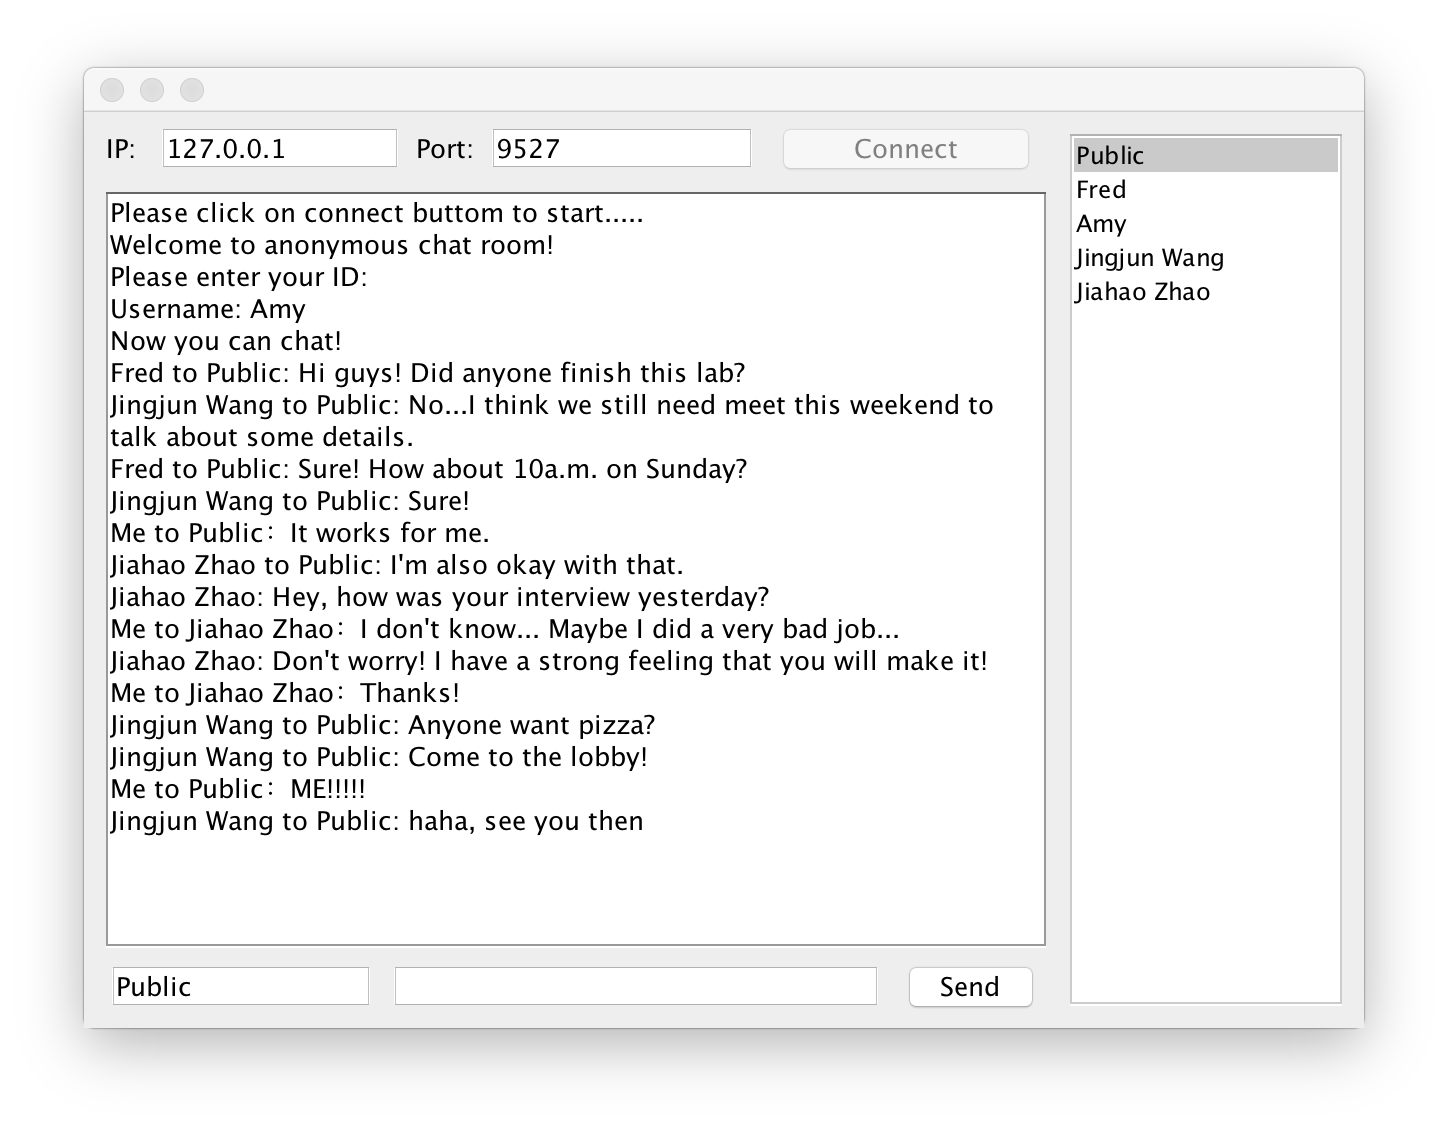 IP: 127.0.0.1 Port: 9527 Connect
Please click on connect buttom to start.....
Welcome to anonymous chat room!
Please enter your ID:
Username: Amy
Now you can chat!
Fred to Public: Hi guys! Did anyone finish this lab?
Jingjun Wang to Public: No...I think we still need meet this weekend to
talk about some details.
Fred to Public: Sure! How about 10a.m. on Sunday?
Jingjun Wang to Public: Sure!
Me to Public：It works for me.
Jiahao Zhao to Public: I'm also okay with that.
Jiahao Zhao: Hey, how was your interview yesterday?
Me to Jiahao Zhao：I don't know... Maybe I did a very bad job...
Jiahao Zhao: Don't worry! I have a strong feeling that you will make it!
Me to Jiahao Zhao：Thanks!
Jingjun Wang to Public: Anyone want pizza?
Jingjun Wang to Public: Come to the lobby!
Me to Public：ME!!!!!
Jingjun Wang to Public: haha, see you then
Public Send
Public
Fred
Amy
Jingjun Wang
Jiahao Zhao